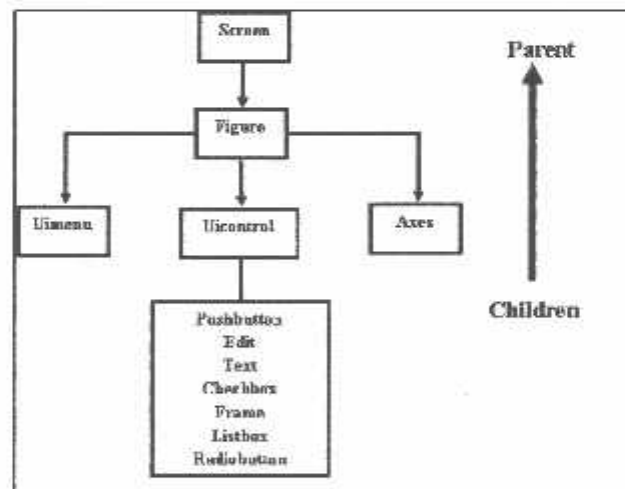 Screen
Parent
Figure
Uimenu
Uicontrol
Axes
Children
Pushbutton
Edit
Text
Checkbox
Frame
Listbox
Radiobutton